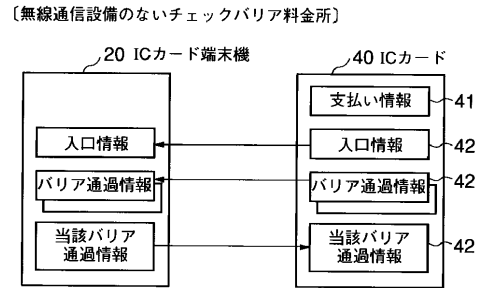 〔無線通信設備のないチェックバリア料金所〕
20 ICカード端末機
40 ICカード
支払い情報 41
入口情報
入口情報 42
バリア通過情報
バリア通過情報 42
当該バリア
通過情報
当該バリア
通過情報 42